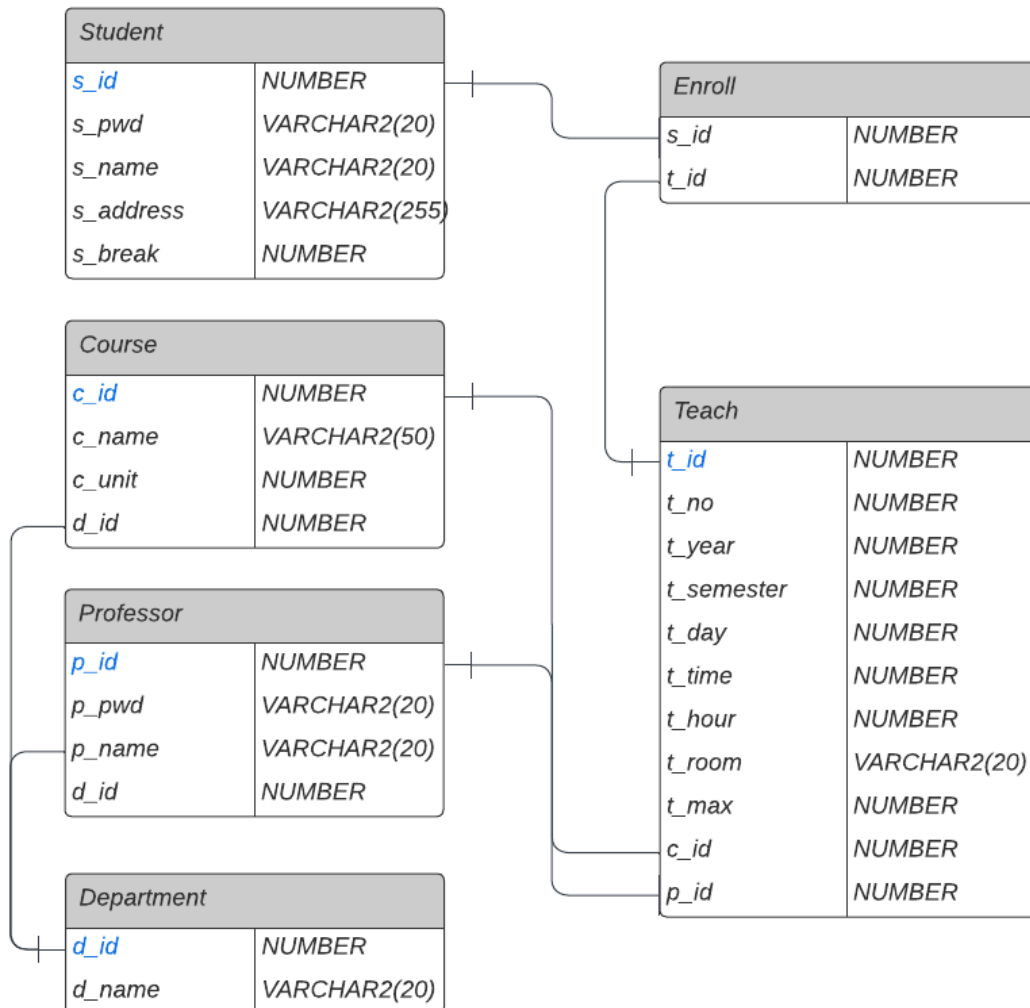 Student
s_id NUMBER
s_pwd VARCHAR2(20)
s_name VARCHAR2(20)
s_address VARCHAR2(255)
s_break NUMBER
Course
c_id NUMBER
c_name VARCHAR2(50)
c_unit NUMBER
d_id NUMBER
Professor
p_id NUMBER
p_pwd VARCHAR2(20)
p_name VARCHAR2(20)
d_id NUMBER
Department
d_id NUMBER
d_name VARCHAR2(20)
Enroll
s_id NUMBER
t_id NUMBER
Teach
t_id NUMBER
t_no NUMBER
t_year NUMBER
t_semester NUMBER
t_day NUMBER
t_time NUMBER
t_hour NUMBER
t_room VARCHAR2(20)
t_max NUMBER
c_id NUMBER
p_id NUMBER